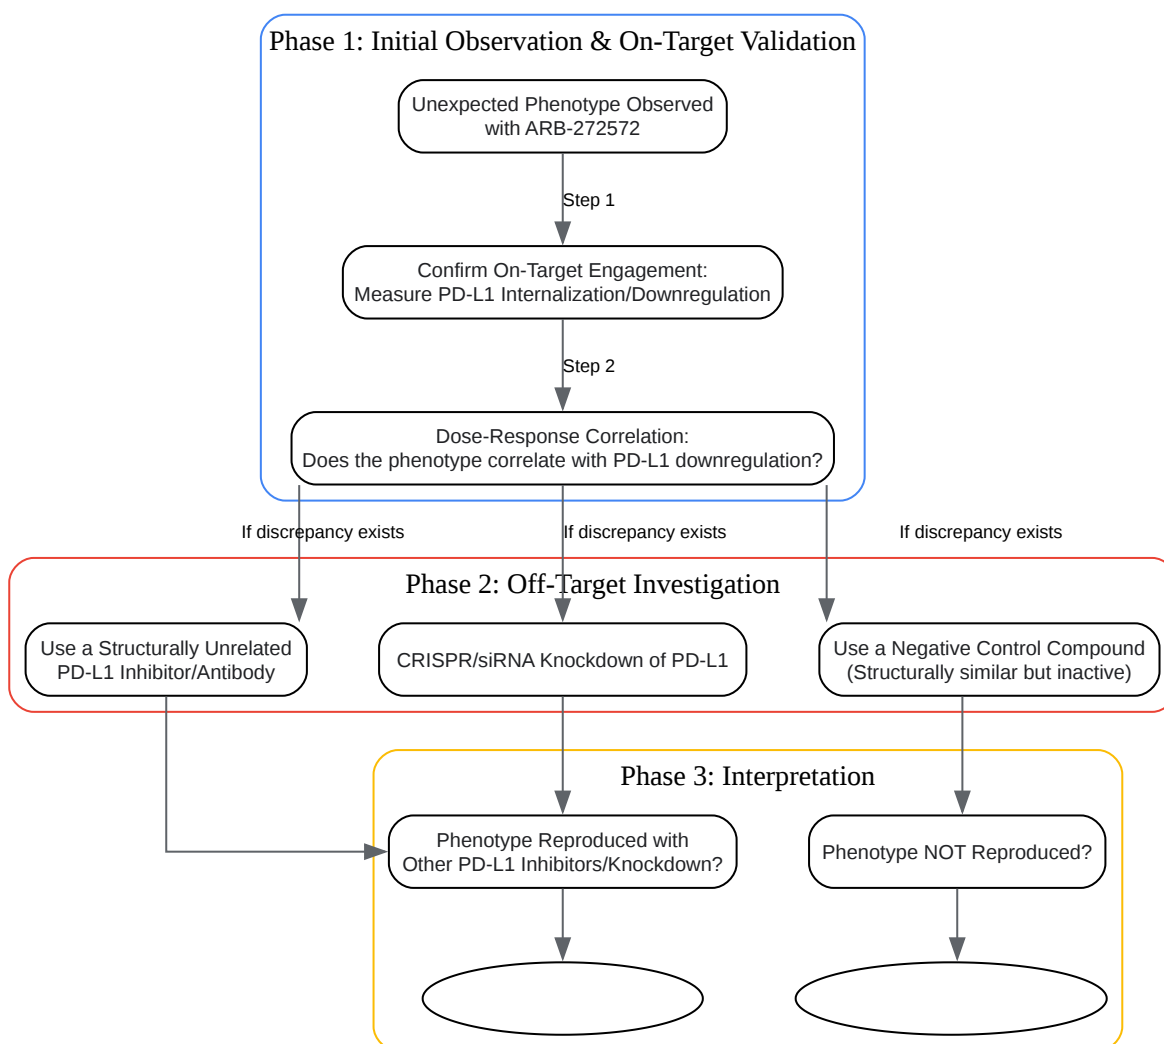 Phase 1: Initial Observation & On-Target Validation
Unexpected Phenotype Observed
with ARB-272572
Step 1
Confirm On-Target Engagement:
Measure PD-L1 Internalization/Downregulation
Step 2
Dose-Response Correlation:
Does the phenotype correlate with PD-L1 downregulation?
If discrepancy exists
If discrepancy exists
If discrepancy exists
Phase 2: Off-Target Investigation
Use a Structurally Unrelated
PD-L1 Inhibitor/Antibody
CRISPR/siRNA Knockdown of PD-L1
Use a Negative Control Compound
(Structurally similar but inactive)
Phase 3: Interpretation
Phenotype Reproduced with
Other PD-L1 Inhibitors/Knockdown?
Phenotype NOT Reproduced?